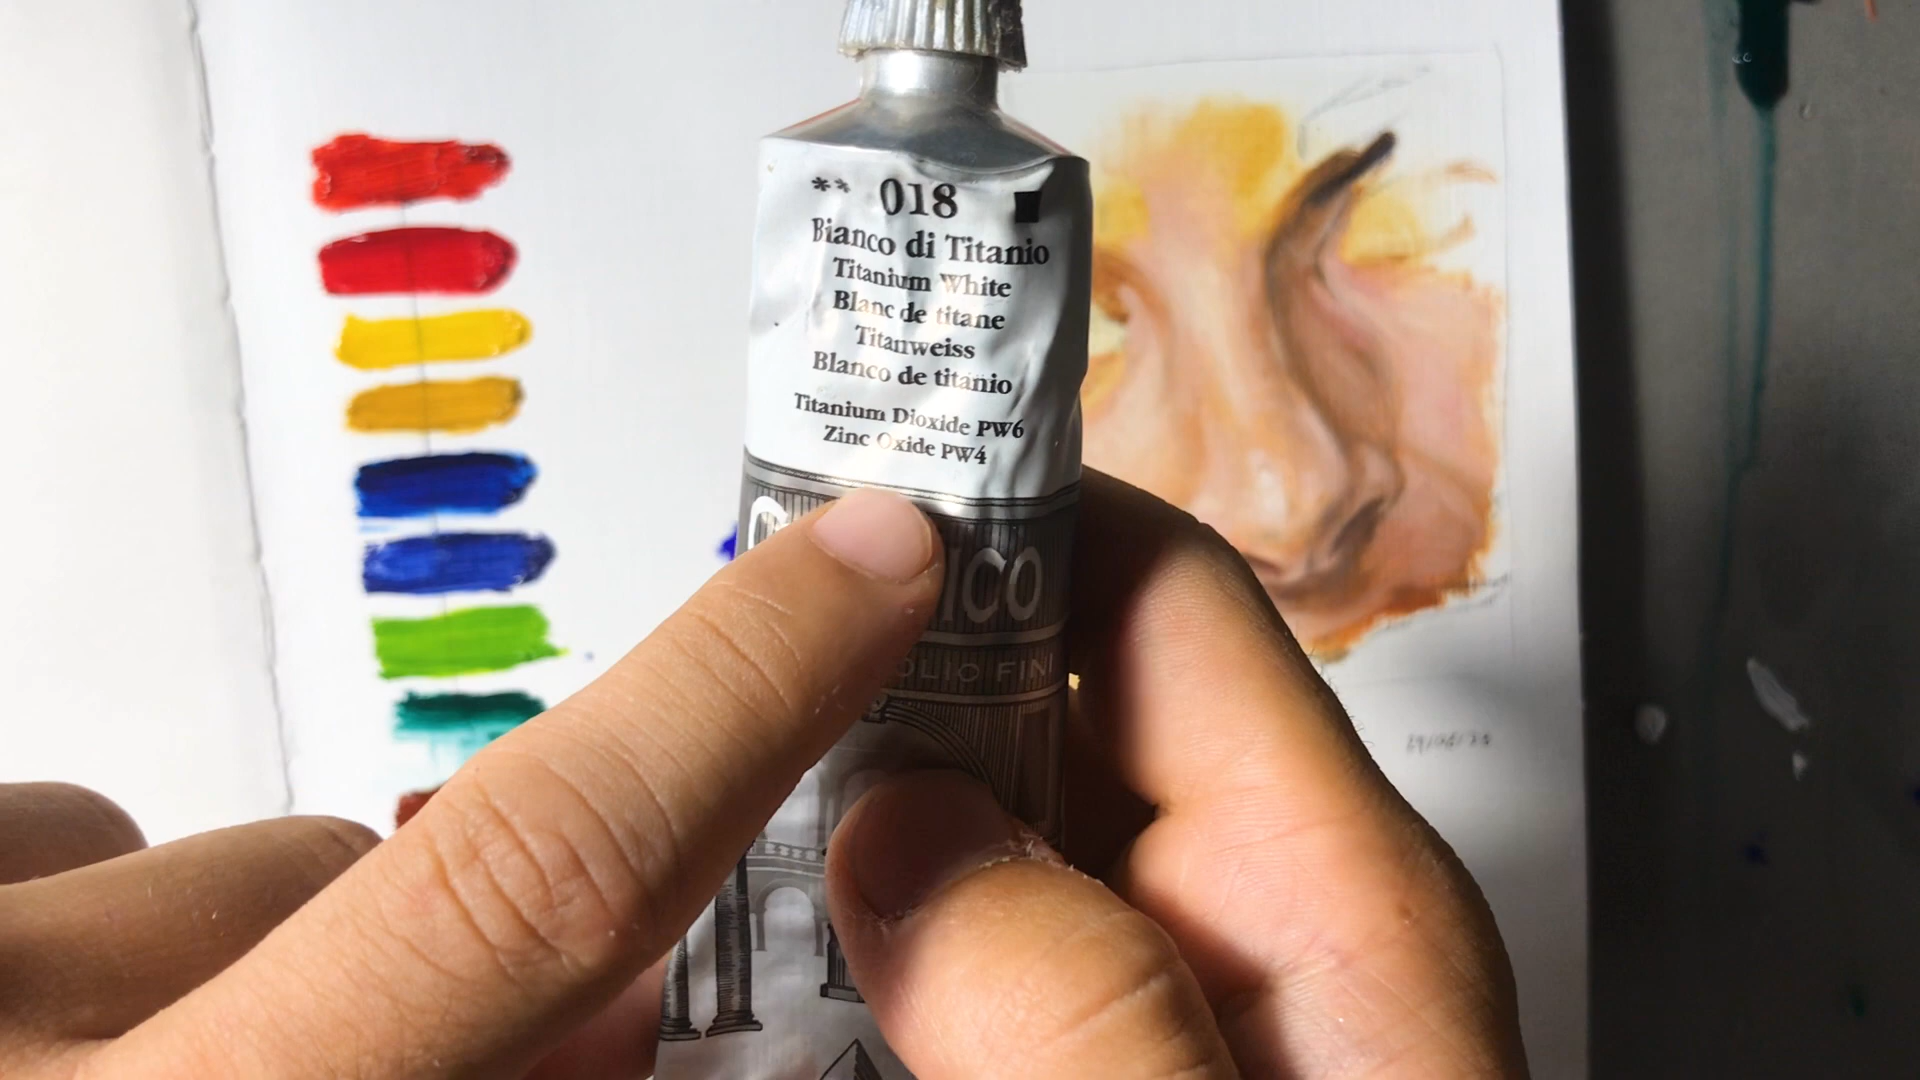 ** 018
Bianco di Titanio
Titanium White
Blanc de titane
Titanweiss
Blanco de titanio
Titanium Dioxide PW6
Zinc Oxide PW4
ICO
OLIO FINI